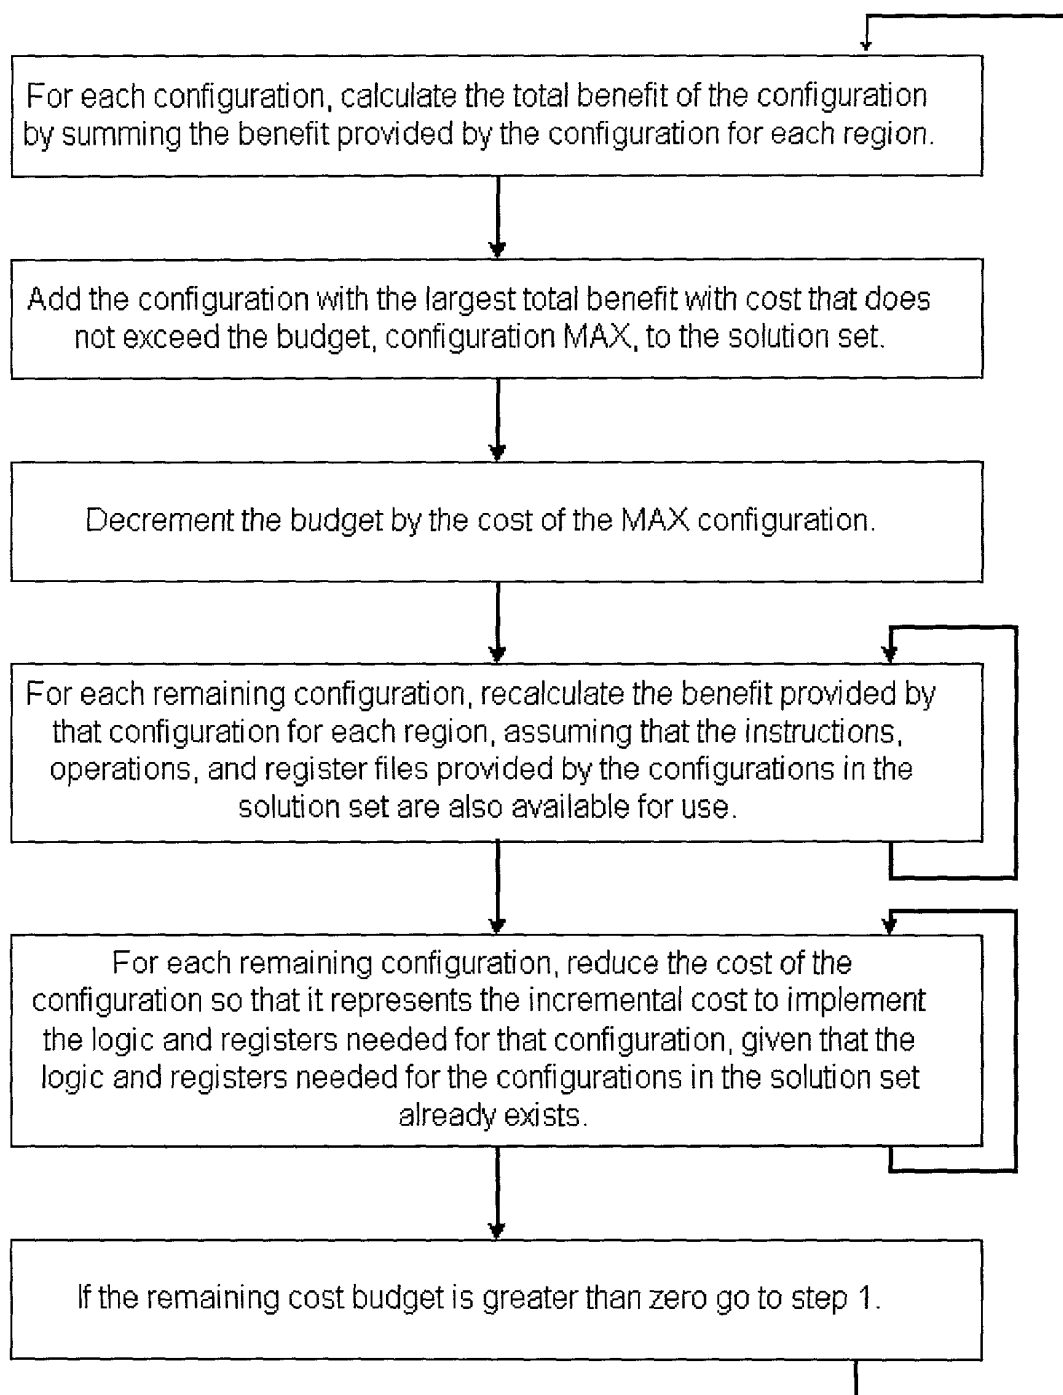 For each configuration, calculate the total benefit of the configuration
by summing the benefit provided by the configuration for each region.
Add the configuration with the largest total benefit with cost that does
not exceed the budget, configuration MAX, to the solution set.
Decrement the budget by the cost of the MAX configuration.
For each remaining configuration, recalculate the benefit provided by
that configuration for each region, assuming that the instructions,
operations, and register files provided by the configurations in the
solution set are also available for use.
For each remaining configuration, reduce the cost of the
configuration so that it represents the incremental cost to implement
the logic and registers needed for that configuration, given that the
logic and registers needed for the configurations in the solution set
already exists.
If the remaining cost budget is greater than zero go to step 1.